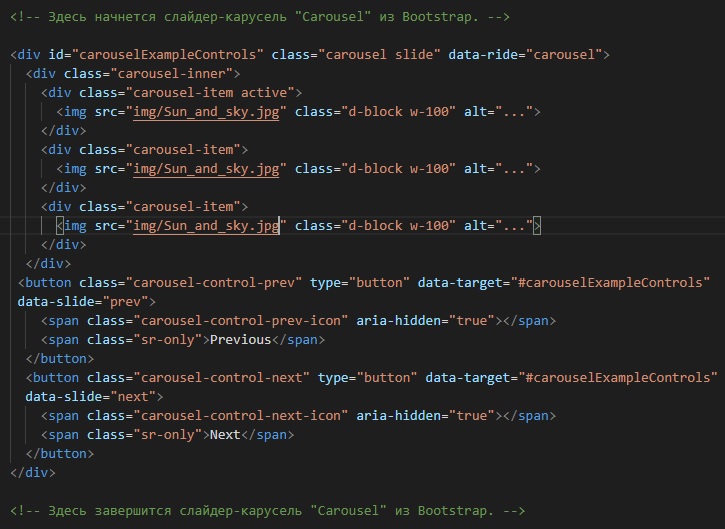 <!-- Здесь начнется слайдер-карусель "Carousel" из Bootstrap. -->
<div id="carouselExampleControls" class="carousel slide" data-ride="carousel">
<div class="carousel-inner">
<div class="carousel-item active">
<img src="img/Sun_and_sky.jpg" class="d-block w-100" alt="...">
</div>
<div class="carousel-item">
<img src="img/Sun_and_sky.jpg" class="d-block w-100" alt="...">
</div>
<div class="carousel-item">
<img src="img/Sun_and_sky.jpg" class="d-block w-100" alt="...">
</div>
</div>
<button class="carousel-control-prev" type="button" data-target="#carouselExampleControls"
data-slide="prev">
<span class="carousel-control-prev-icon" aria-hidden="true"></span>
<span class="sr-only">Previous</span>
</button>
<button class="carousel-control-next" type="button" data-target="#carouselExampleControls"
data-slide="next">
<span class="carousel-control-next-icon" aria-hidden="true"></span>
<span class="sr-only">Next</span>
</button>
</div>
<!-- Здесь завершится слайдер-карусель "Carousel" из Bootstrap. -->